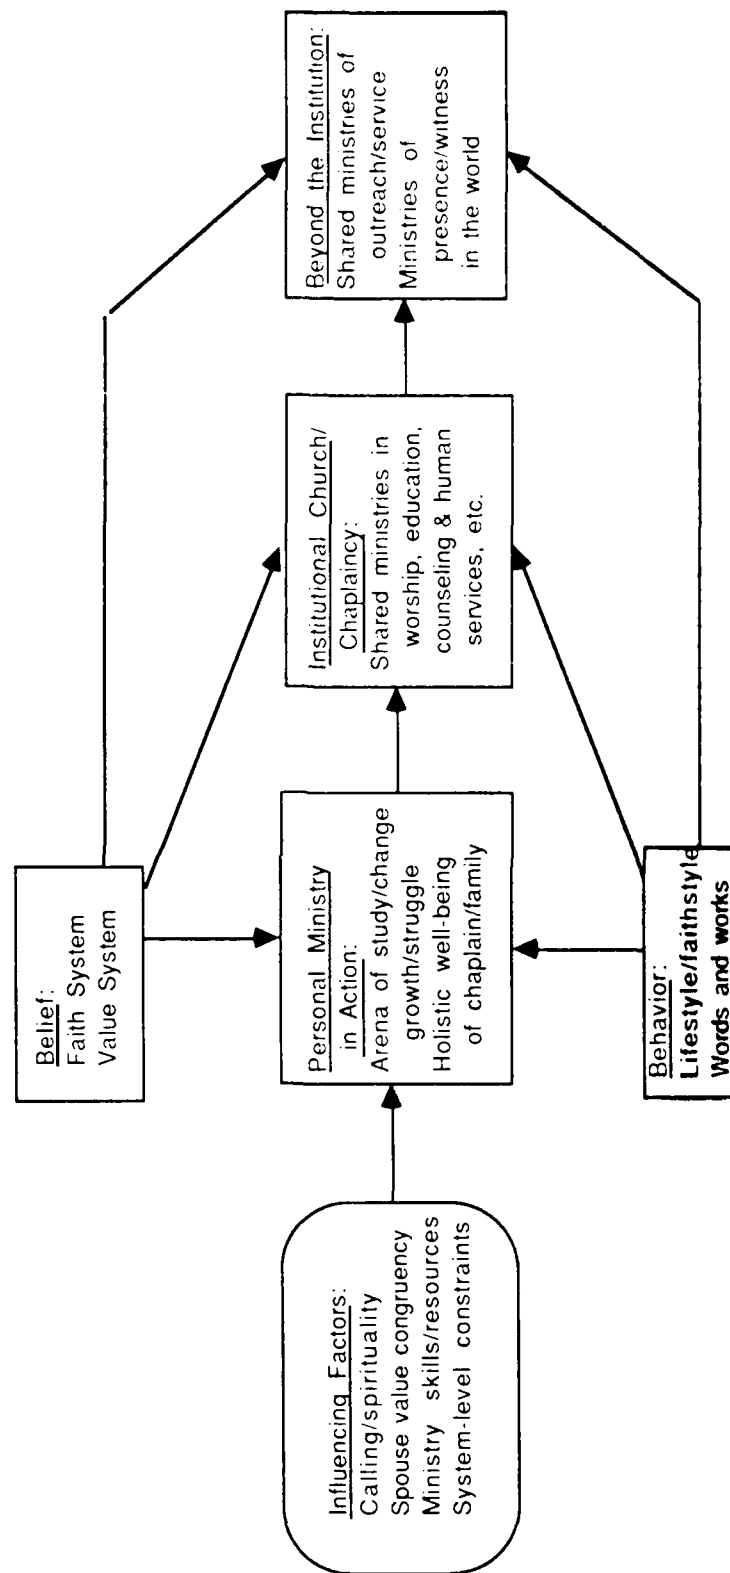 Belief:
Faith System
Value System
Influencing Factors:
Calling/spirituality
Spouse value congruency
Ministry skills/resources
System-level constraints
Personal Ministry
in Action:
Arena of study/change
growth/struggle
Holistic well-being
of chaplain/family
Institutional Church/
Chaplaincy:
Shared ministries in
worship, education,
counseling & human
services, etc.
Beyond the Institution:
Shared ministries of
outreach/service
Ministries of
presence/witness
in the world
Behavior:
Lifestyle/faithstyle
Words and works